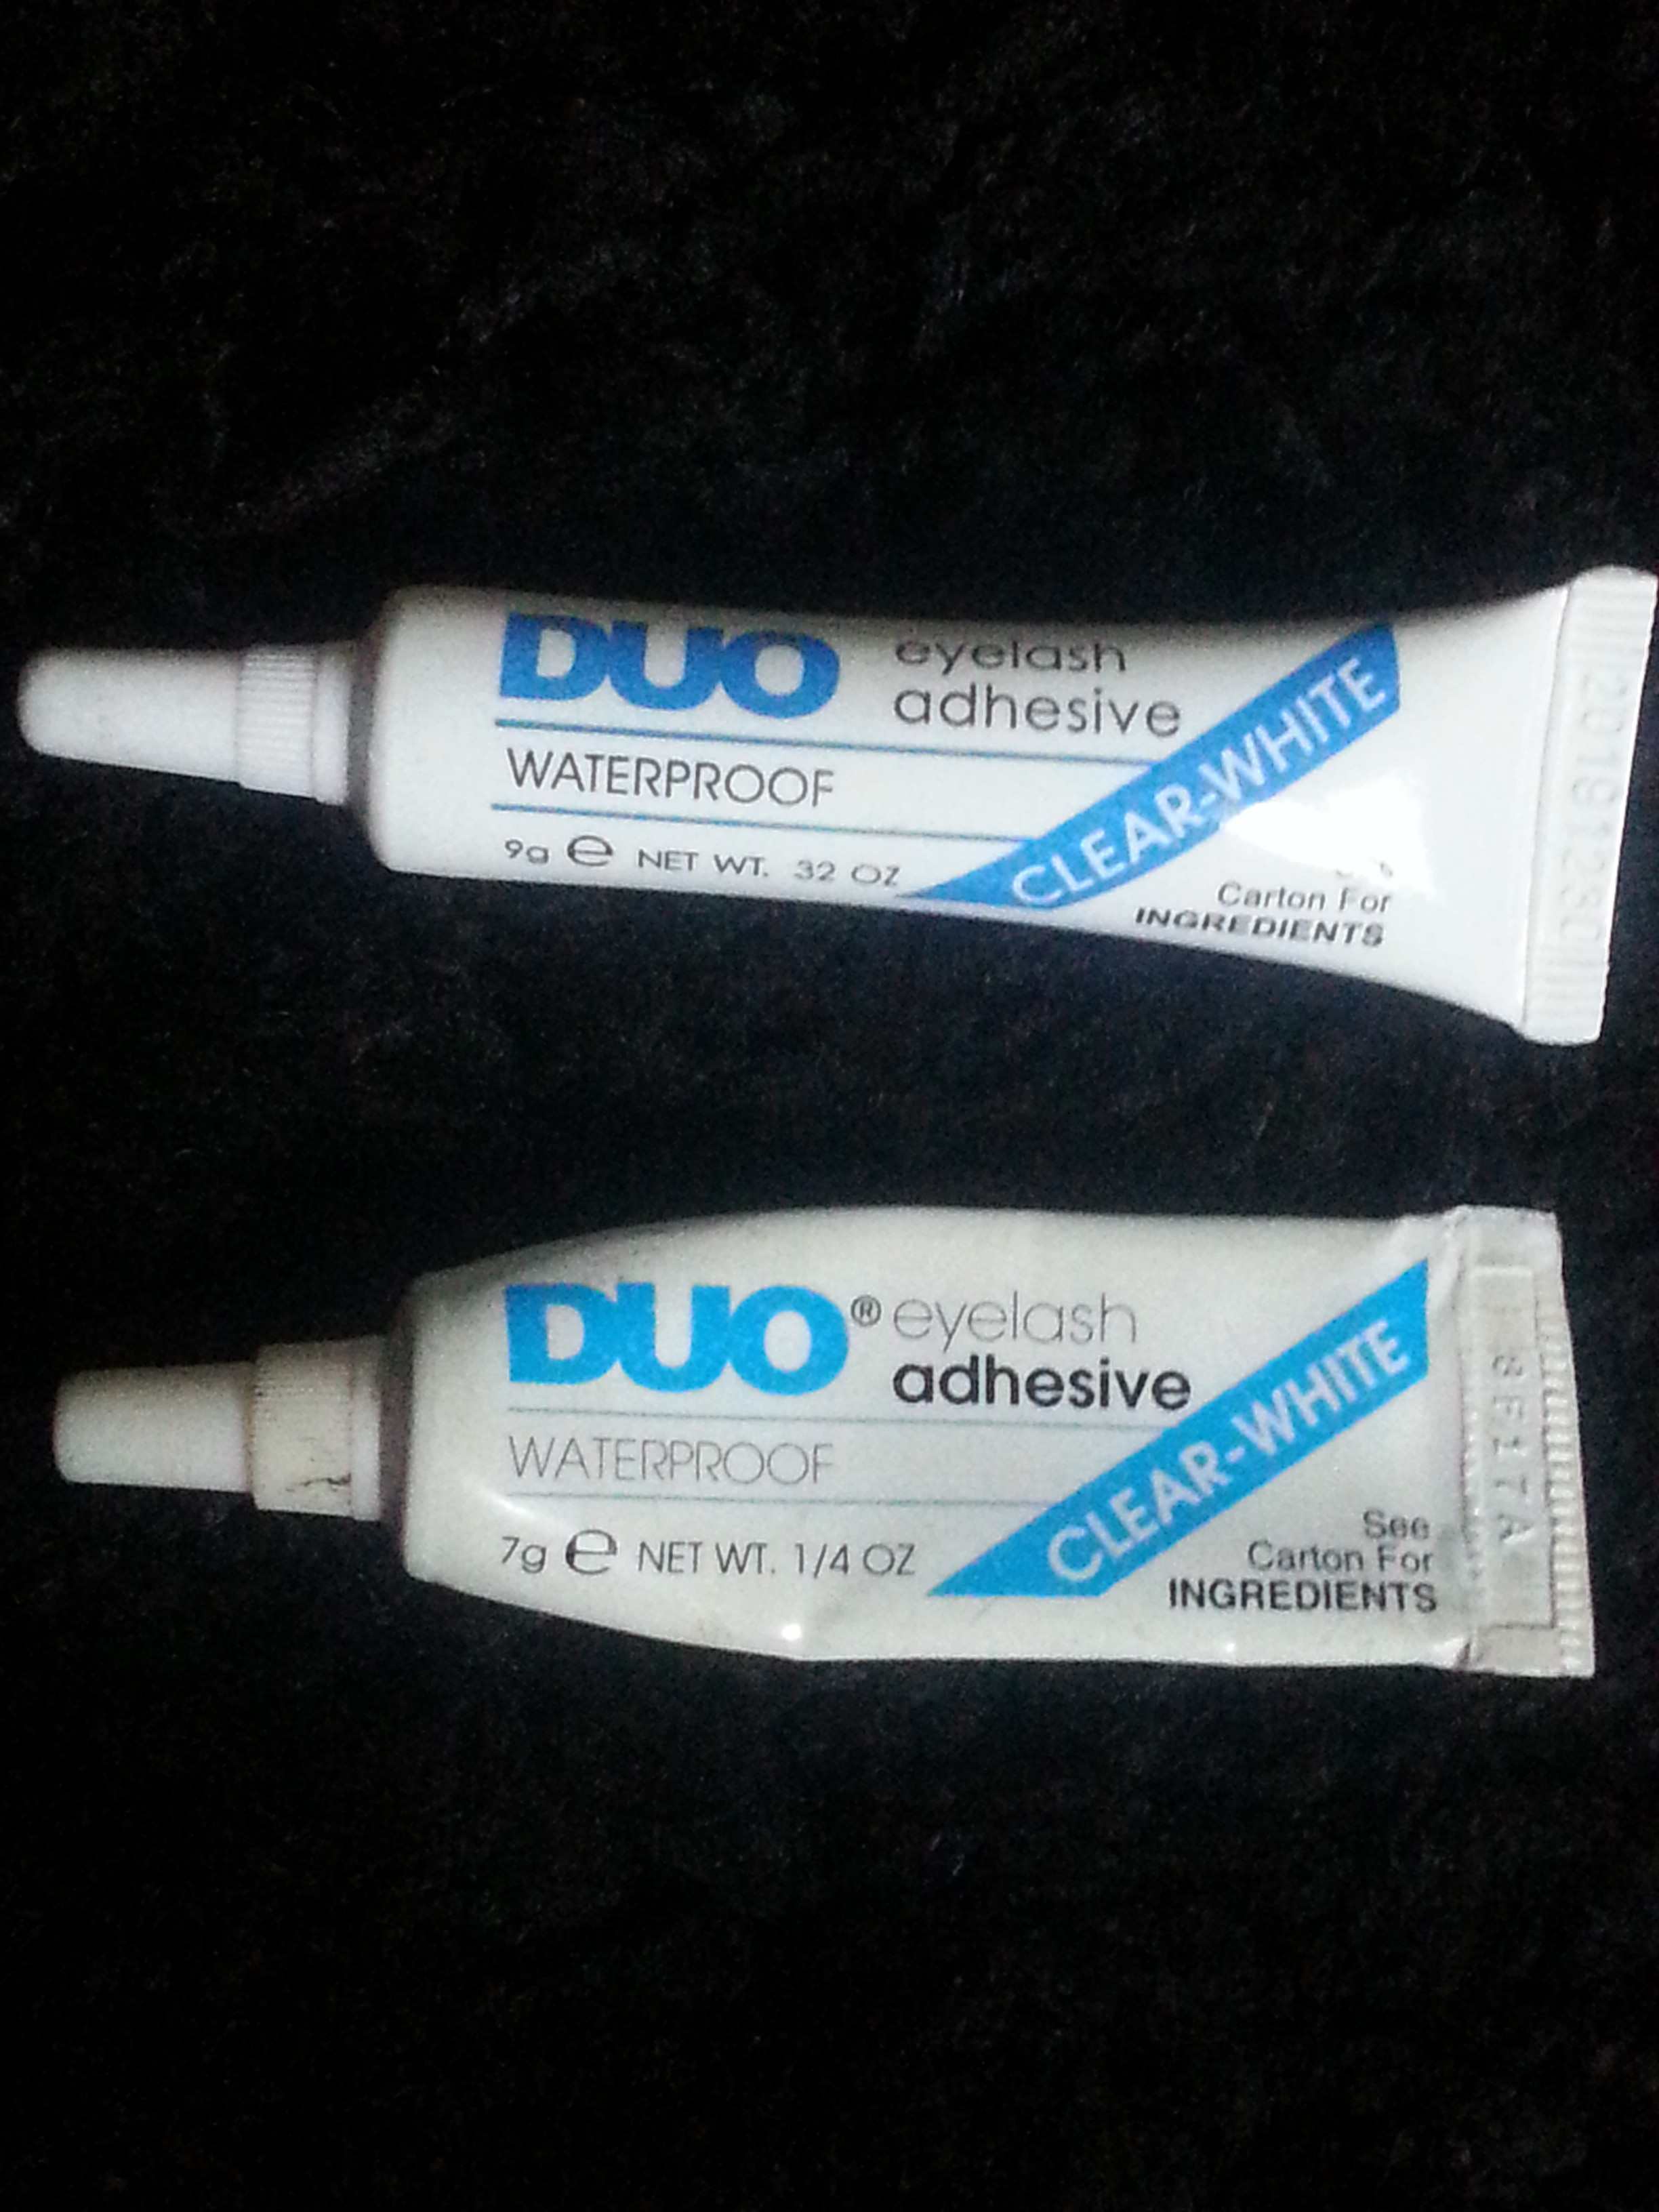 DUO eyelash
adhesive
WATERPROOF
9g e NET WT. 32 OZ
CLEAR-WHITE
Carton For
INGREDIENTS
20191230
DUO® eyelash
adhesive
WATERPROOF
7g e NET WT. 1/4 OZ
CLEAR-WHITE
See
Carton For
INGREDIENTS